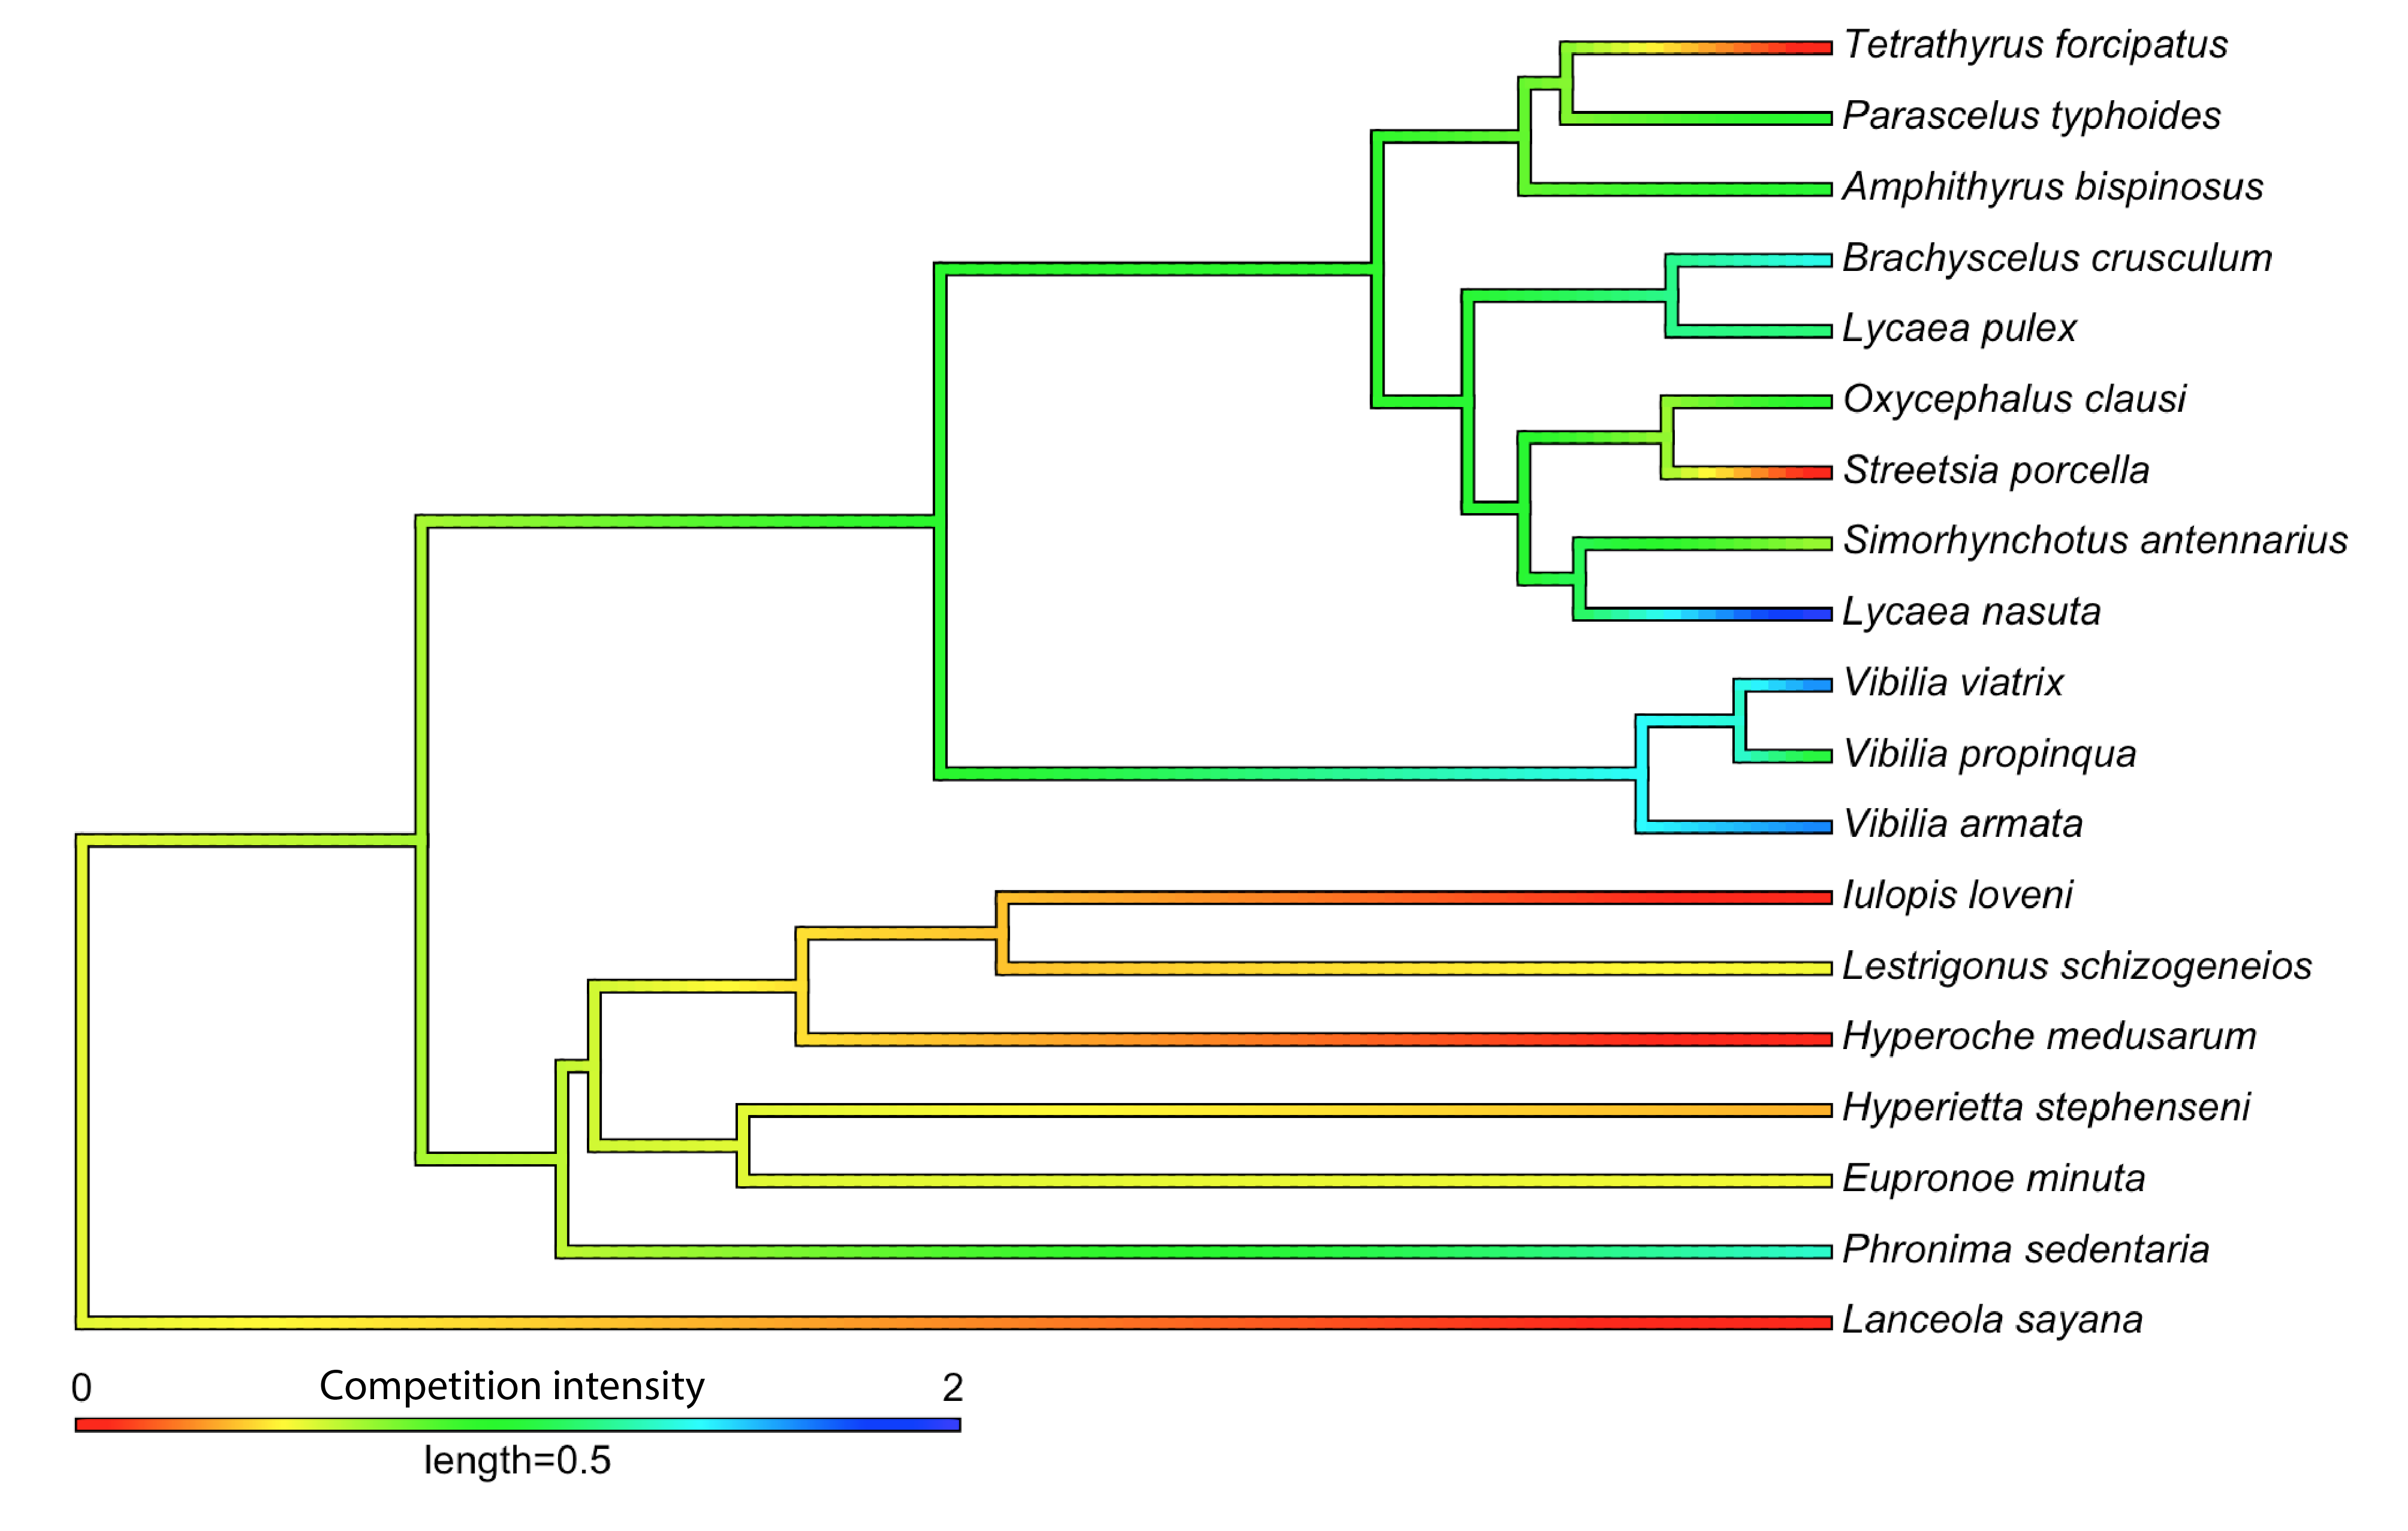 Tetrathyrus forcipatus
Parascelus typhoides
Amphithyrus bispinosus
Brachyscelus crusculum
Lycaea pulex
Oxycephalus clausi
Streetsia porcella
Simorhynchotus antennarius
Lycaea nasuta
Vibilia viatrix
Vibilia propinqua
Vibilia armata
Iulopis loveni
Lestrigonus schizogeneios
Hyperoche medusarum
Hyperietta stephenseni
Eupronoe minuta
Phronima sedentaria
Lanceola sayana
0 Competition intensity 2
length=0.5